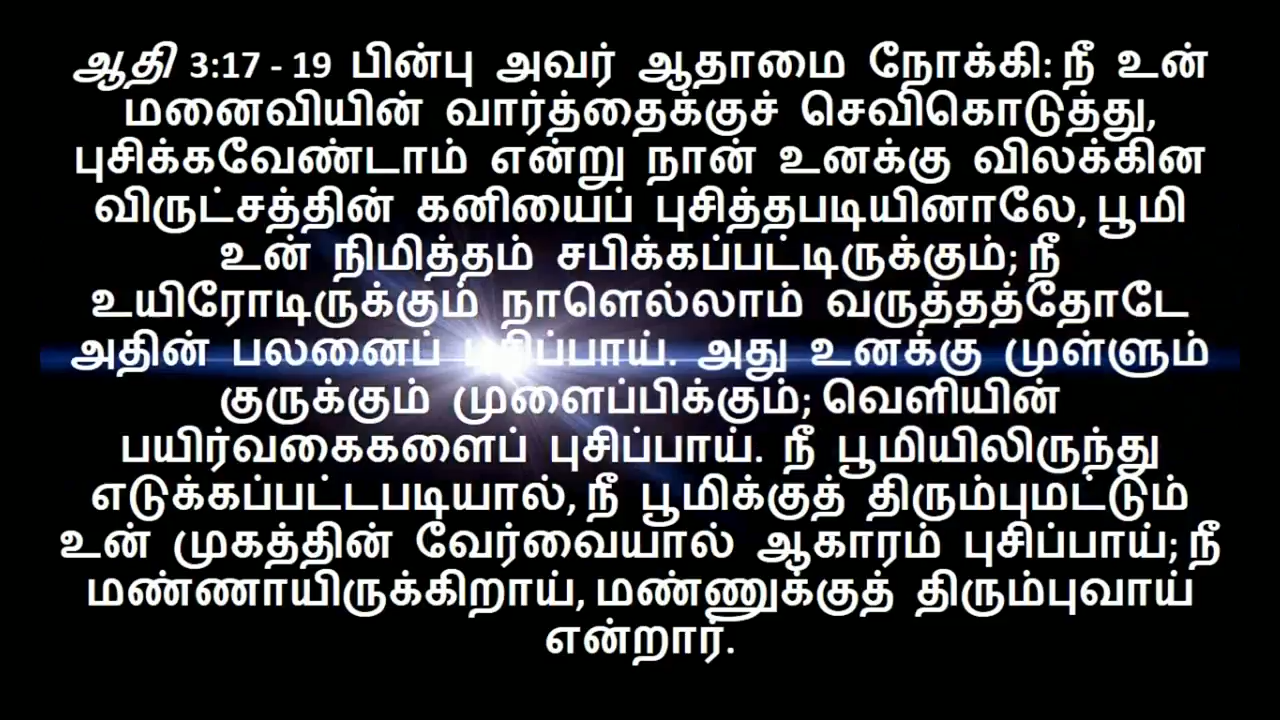 ஆதி 3:17 - 19 பின்பு அவர் ஆதாமை நோக்கி: நீ உன்
மனைவியின் வார்த்தைக்குச் செவிகொடுத்து,
புசிக்கவேண்டாம் என்று நான் உனக்கு விலக்கின
விருட்சத்தின் கனியைப் புசித்தபடியினாலே, பூமி
உன் நிமித்தம் சபிக்கப்பட்டிருக்கும்; நீ
உயிரோடிருக்கும் நாளெல்லாம் வருத்தத்தோடே
அதின் பலனைப் புசிப்பாய். அது உனக்கு முள்ளும்
குருக்கும் முளைப்பிக்கும்; வெளியின்
பயிர்வகைகளைப் புசிப்பாய். நீ பூமியிலிருந்து
எடுக்கப்பட்டபடியால், நீ பூமிக்குத் திரும்புமட்டும்
உன் முகத்தின் வேர்வையால் ஆகாரம் புசிப்பாய்; நீ
மண்ணாயிருக்கிறாய், மண்ணுக்குத் திரும்புவாய்
என்றார்.